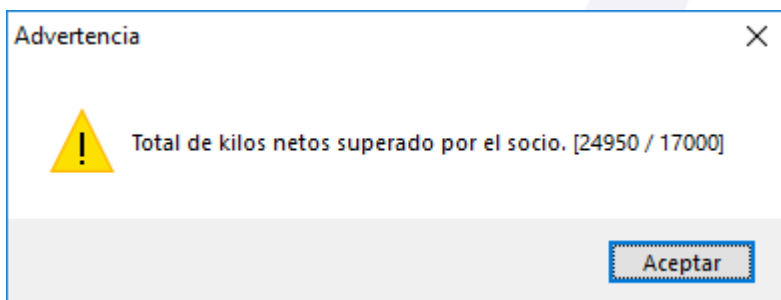 Advertencia
Total de kilos netos superado por el socio. [24950 / 17000]
Aceptar